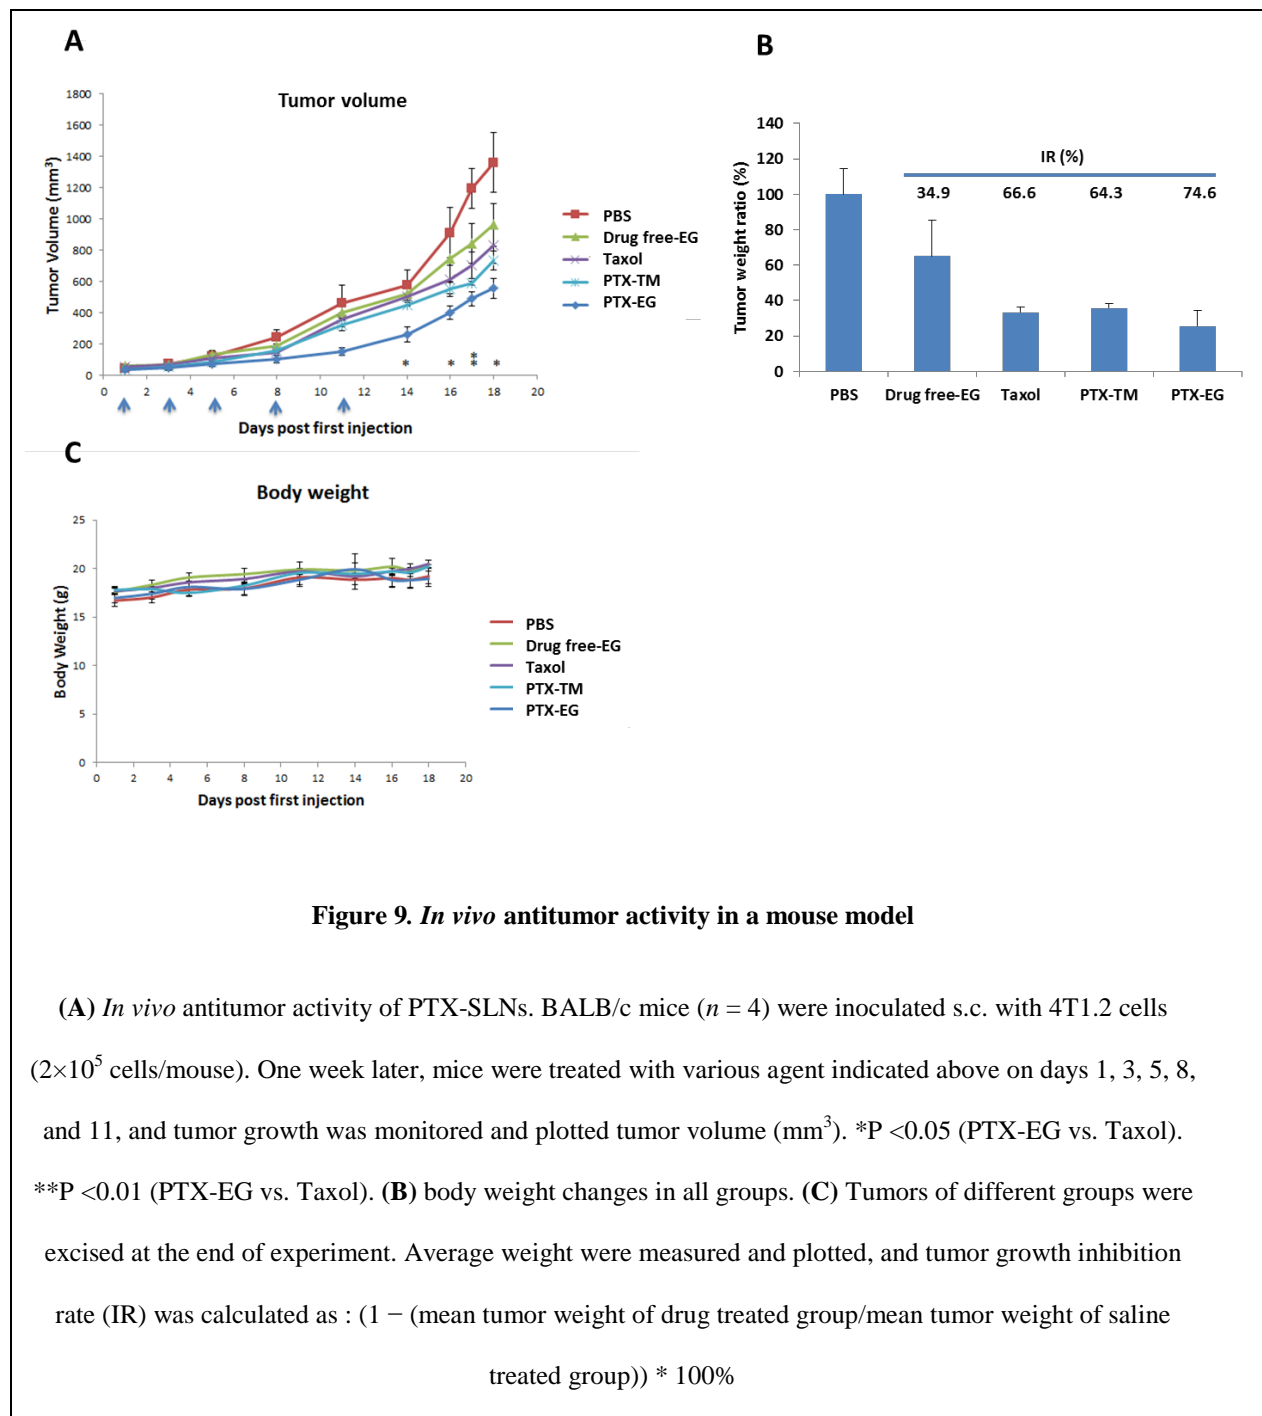 A
Tumor volume
Tumor Volume (mm³)
1800
1600
1400
1200
1000
800
600
400
200
0
* * ** *
0 2 4 6 8 10 12 14 16 18 20
Days post first injection
PBS
Drug free-EG
Taxol
PTX-TM
PTX-EG
B
Tumor weight ratio (%)
140
120
100
80
60
40
20
0
IR (%)
34.9 66.6 64.3 74.6
PBS Drug free-EG Taxol PTX-TM PTX-EG
C
Body weight
Body Weight (g)
25
20
15
10
5
0
0 2 4 6 8 10 12 14 16 18 20
Days post first injection
PBS
Drug free-EG
Taxol
PTX-TM
PTX-EG
Figure 9. In vivo antitumor activity in a mouse model
(A) In vivo antitumor activity of PTX-SLNs. BALB/c mice (n = 4) were inoculated s.c. with 4T1.2 cells
(2×10⁵ cells/mouse). One week later, mice were treated with various agent indicated above on days 1, 3, 5, 8,
and 11, and tumor growth was monitored and plotted tumor volume (mm³). *P <0.05 (PTX-EG vs. Taxol).
**P <0.01 (PTX-EG vs. Taxol). (B) body weight changes in all groups. (C) Tumors of different groups were
excised at the end of experiment. Average weight were measured and plotted, and tumor growth inhibition
rate (IR) was calculated as : (1 − (mean tumor weight of drug treated group/mean tumor weight of saline
treated group)) * 100%